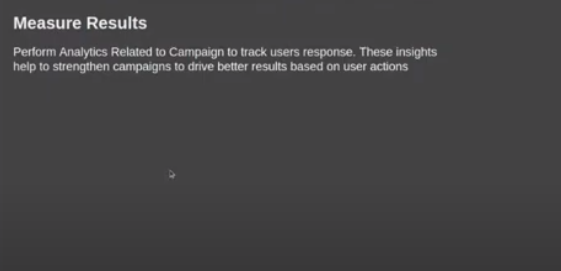 Measure Results
Perform Analytics Related to Campaign to track users response. These insights
help to strengthen campaigns to drive better results based on user actions